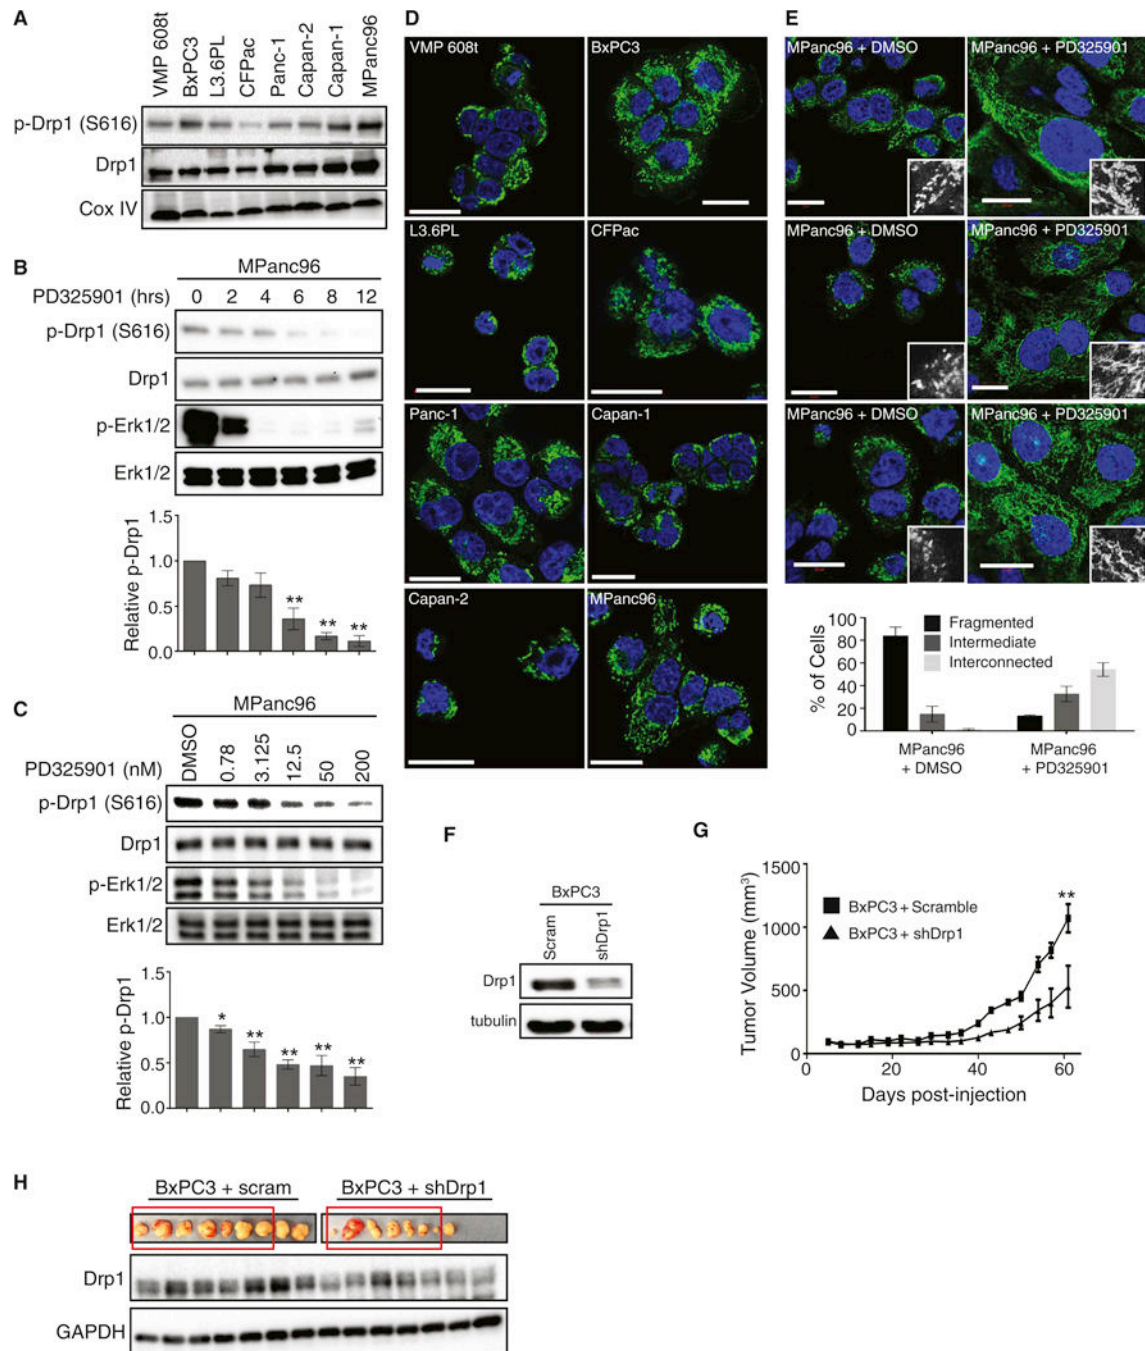 A
VMP 608t
BxPC3
L3.6PL
CFPac
Panc-1
Capan-2
Capan-1
MPanc96
p-Drp1 (S616)
Drp1
Cox IV
B
MPanc96
PD325901 (hrs) 0 2 4 6 8 12
p-Drp1 (S616)
Drp1
p-Erk1/2
Erk1/2
Relative p-Drp1
1.5
1.0
0.5
0.0
** ** **
C
MPanc96
PD325901 (nM)
DMSO
0.78
3.125
12.5
50
200
p-Drp1 (S616)
Drp1
p-Erk1/2
Erk1/2
Relative p-Drp1
1.5
1.0
0.5
0.0
* ** ** ** **
D
VMP 608t
BxPC3
L3.6PL
CFPac
Panc-1
Capan-1
Capan-2
MPanc96
E
MPanc96 + DMSO
MPanc96 + PD325901
MPanc96 + DMSO
MPanc96 + PD325901
MPanc96 + DMSO
MPanc96 + PD325901
% of Cells
100
80
60
40
20
0
Fragmented
Intermediate
Interconnected
MPanc96
+ DMSO
MPanc96
+ PD325901
F
BxPC3
Scram
shDrp1
Drp1
tubulin
G
Tumor Volume (mm³)
1500
1000
500
0
BxPC3 + Scramble
BxPC3 + shDrp1
**
0 20 40 60
Days post-injection
H
BxPC3 + scram
BxPC3 + shDrp1
Drp1
GAPDH